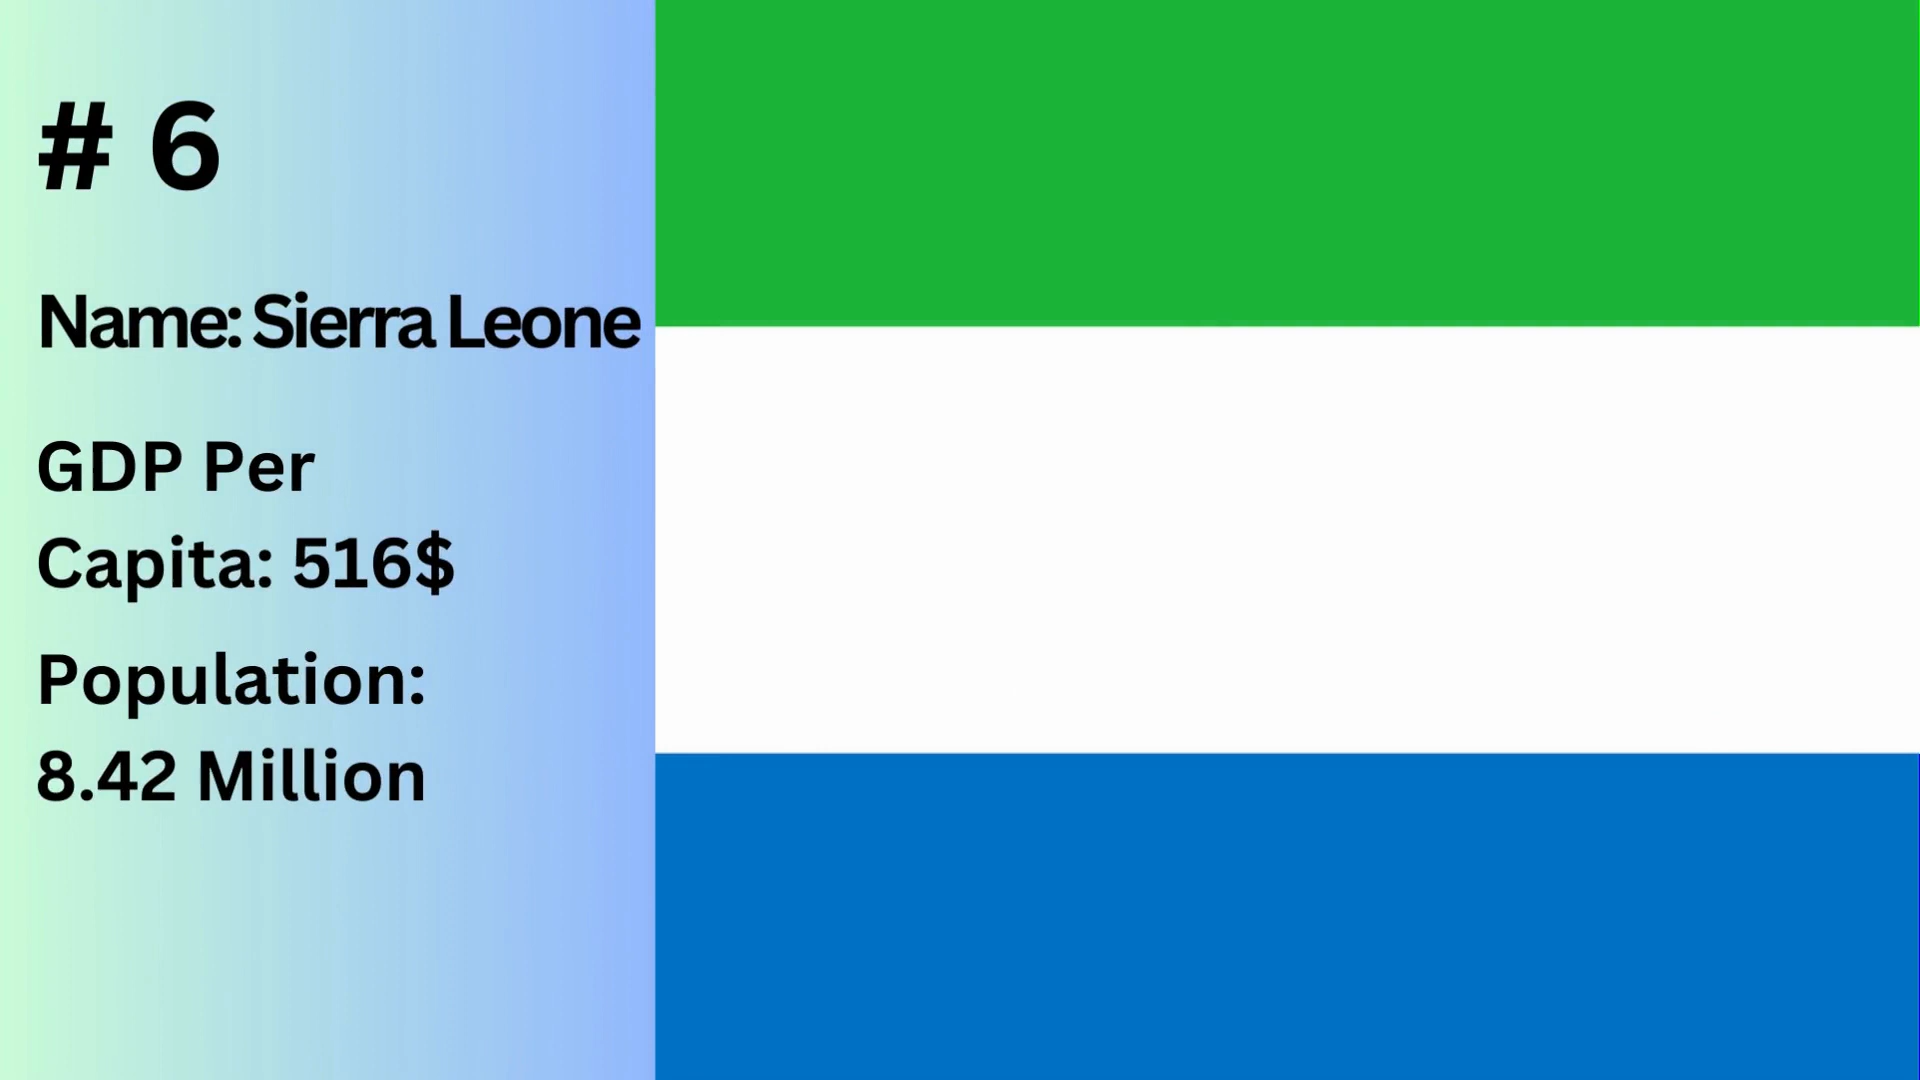 # 6
Name: Sierra Leone
GDP Per
Capita: 516$
Population:
8.42 Million